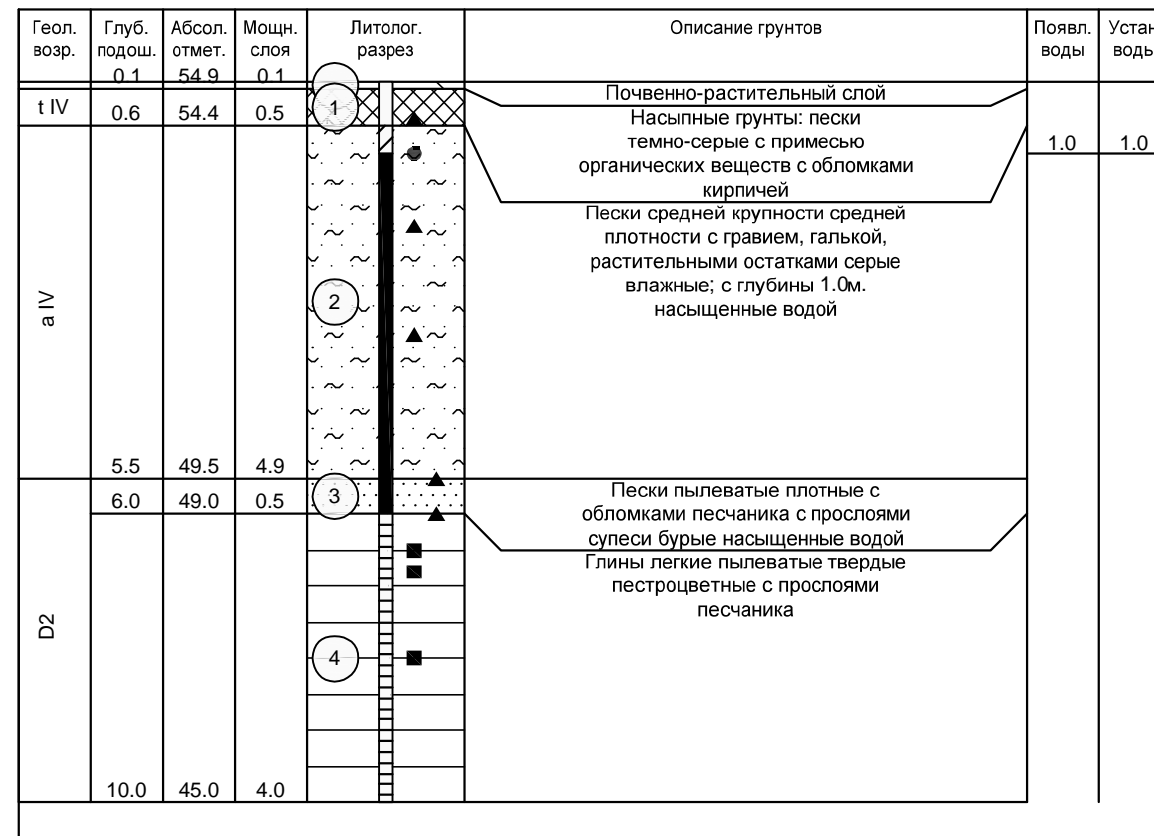 Геол. возр.
Глуб. подош.
Абсол. отмет.
Мощн. слоя
Литолог. разрез
Описание грунтов
Появл. воды
Устан воды
0.1 54.9 0.1
Почвенно-растительный слой
t IV 0.6 54.4 0.5 1
Насыпные грунты: пески
темно-серые с примесью
органических веществ с обломками
кирпичей
1.0 1.0
Пески средней крупности средней
плотности с гравием, галькой,
растительными остатками серые
влажные; с глубины 1.0м.
насыщенные водой
a IV
2
5.5 49.5 4.9
6.0 49.0 0.5 3
Пески пылеватые плотные с
обломками песчаника с прослоями
супеси бурые насыщенные водой
Глины легкие пылеватые твердые
пестроцветные с прослоями
песчаника
D2
4
10.0 45.0 4.0